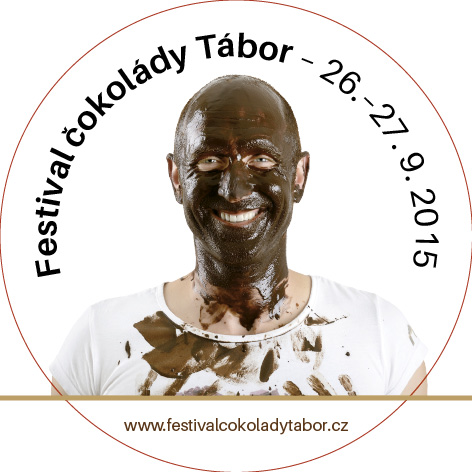 Festival čokolády Tábor – 26.–27. 9. 2015
www.festivalcokoladytabor.cz